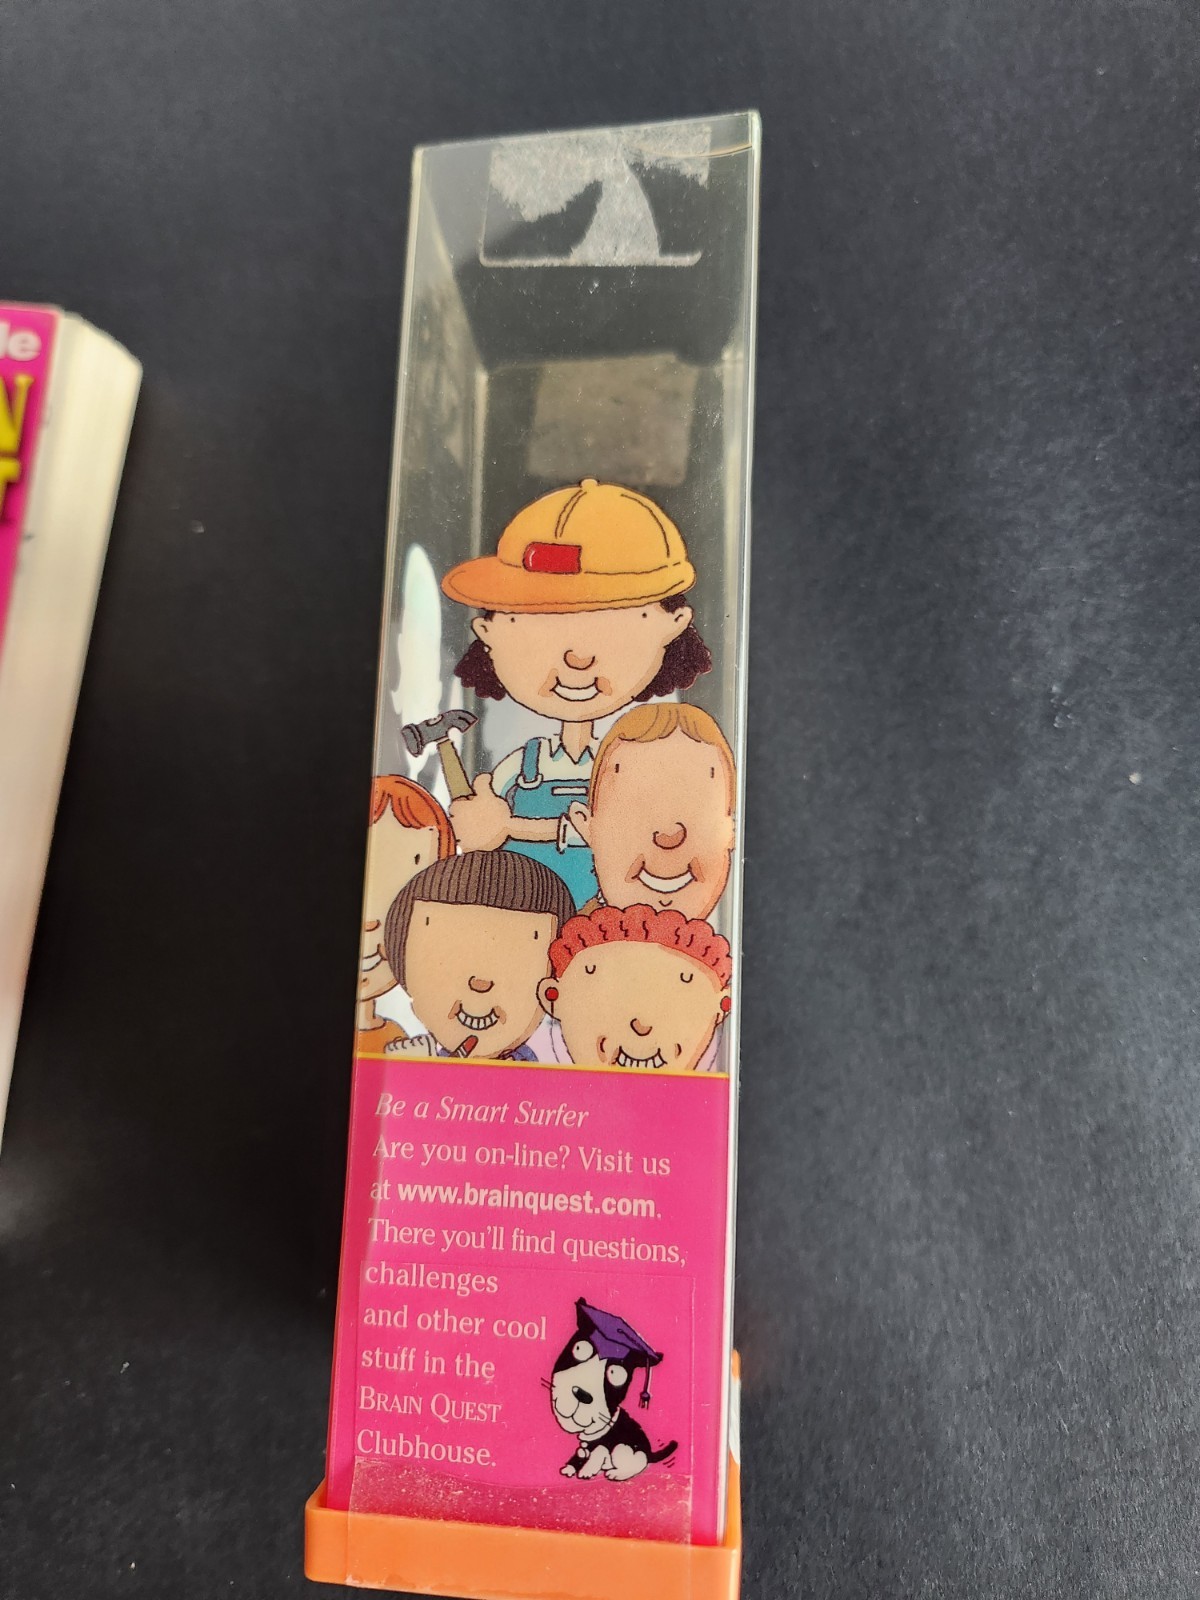 le
N
T
Be a Smart Surfer
Are you on-line? Visit us
at www.brainquest.com.
There you'll find questions,
challenges
and other cool
stuff in the
BRAIN QUEST
Clubhouse.